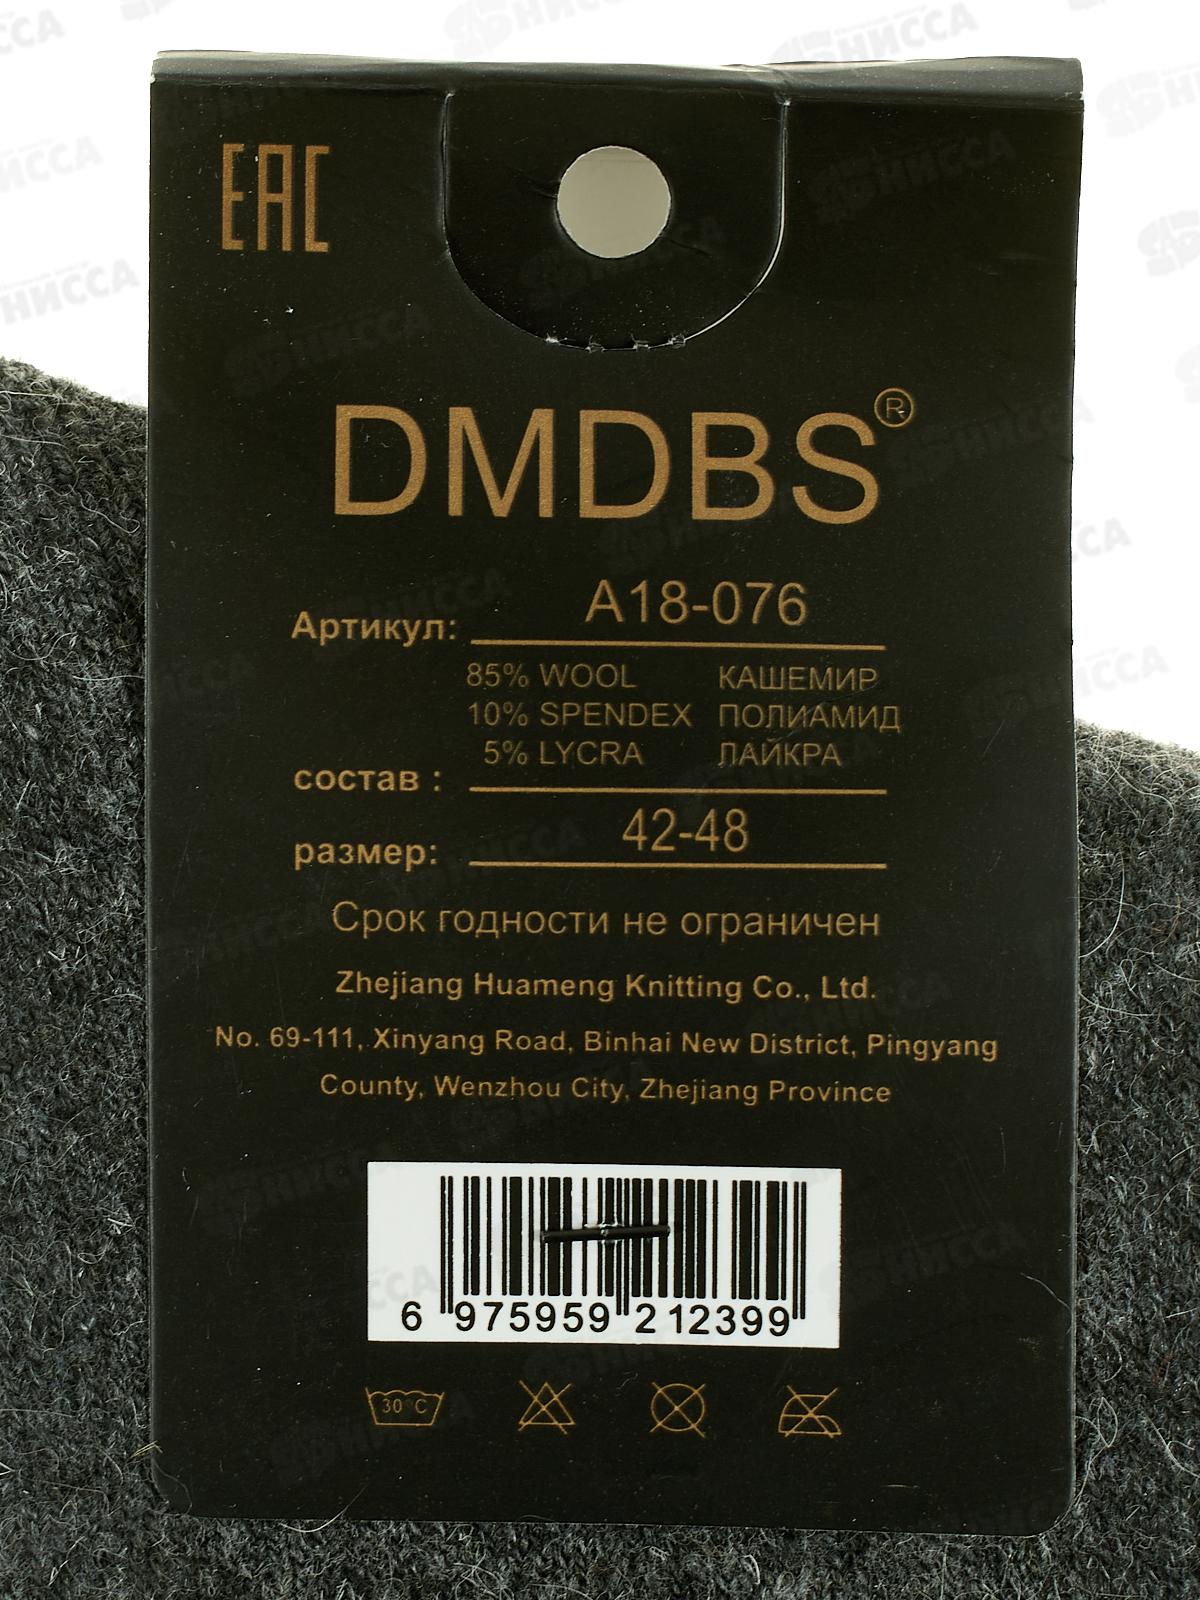 EAC
DMDBS®
Артикул: A18-076
85% WOOL КАШЕМИР
10% SPENDEX ПОЛИАМИД
5% LYCRA ЛАЙКРА
состав :
размер: 42-48
Срок годности не ограничен
Zhejiang Huameng Knitting Co., Ltd.
No. 69-111, Xinyang Road, Binhai New District, Pingyang
County, Wenzhou City, Zhejiang Province
6 975959 212399
30°C